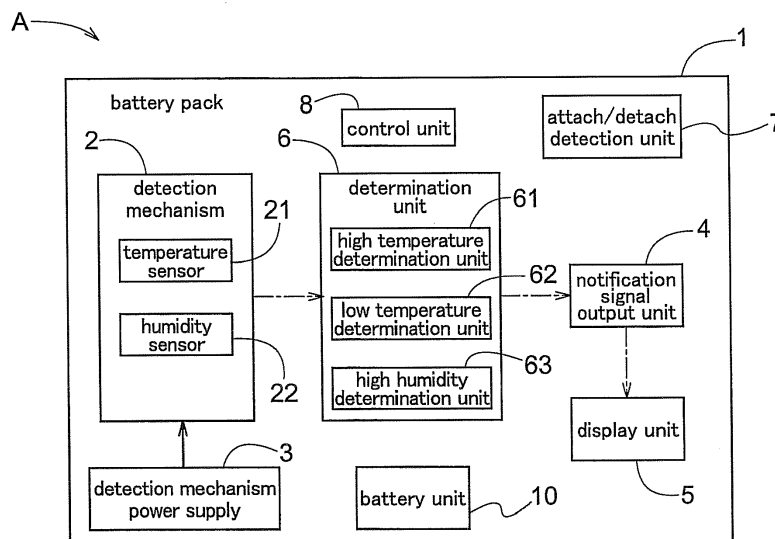 A
1
battery pack
8
control unit
attach/detach
detection unit
7
2
detection
mechanism
21
temperature
sensor
humidity
sensor
22
6
determination
unit
61
high temperature
determination unit
62
low temperature
determination unit
63
high humidity
determination unit
4
notification
signal
output unit
display unit
5
3
detection mechanism
power supply
battery unit
10